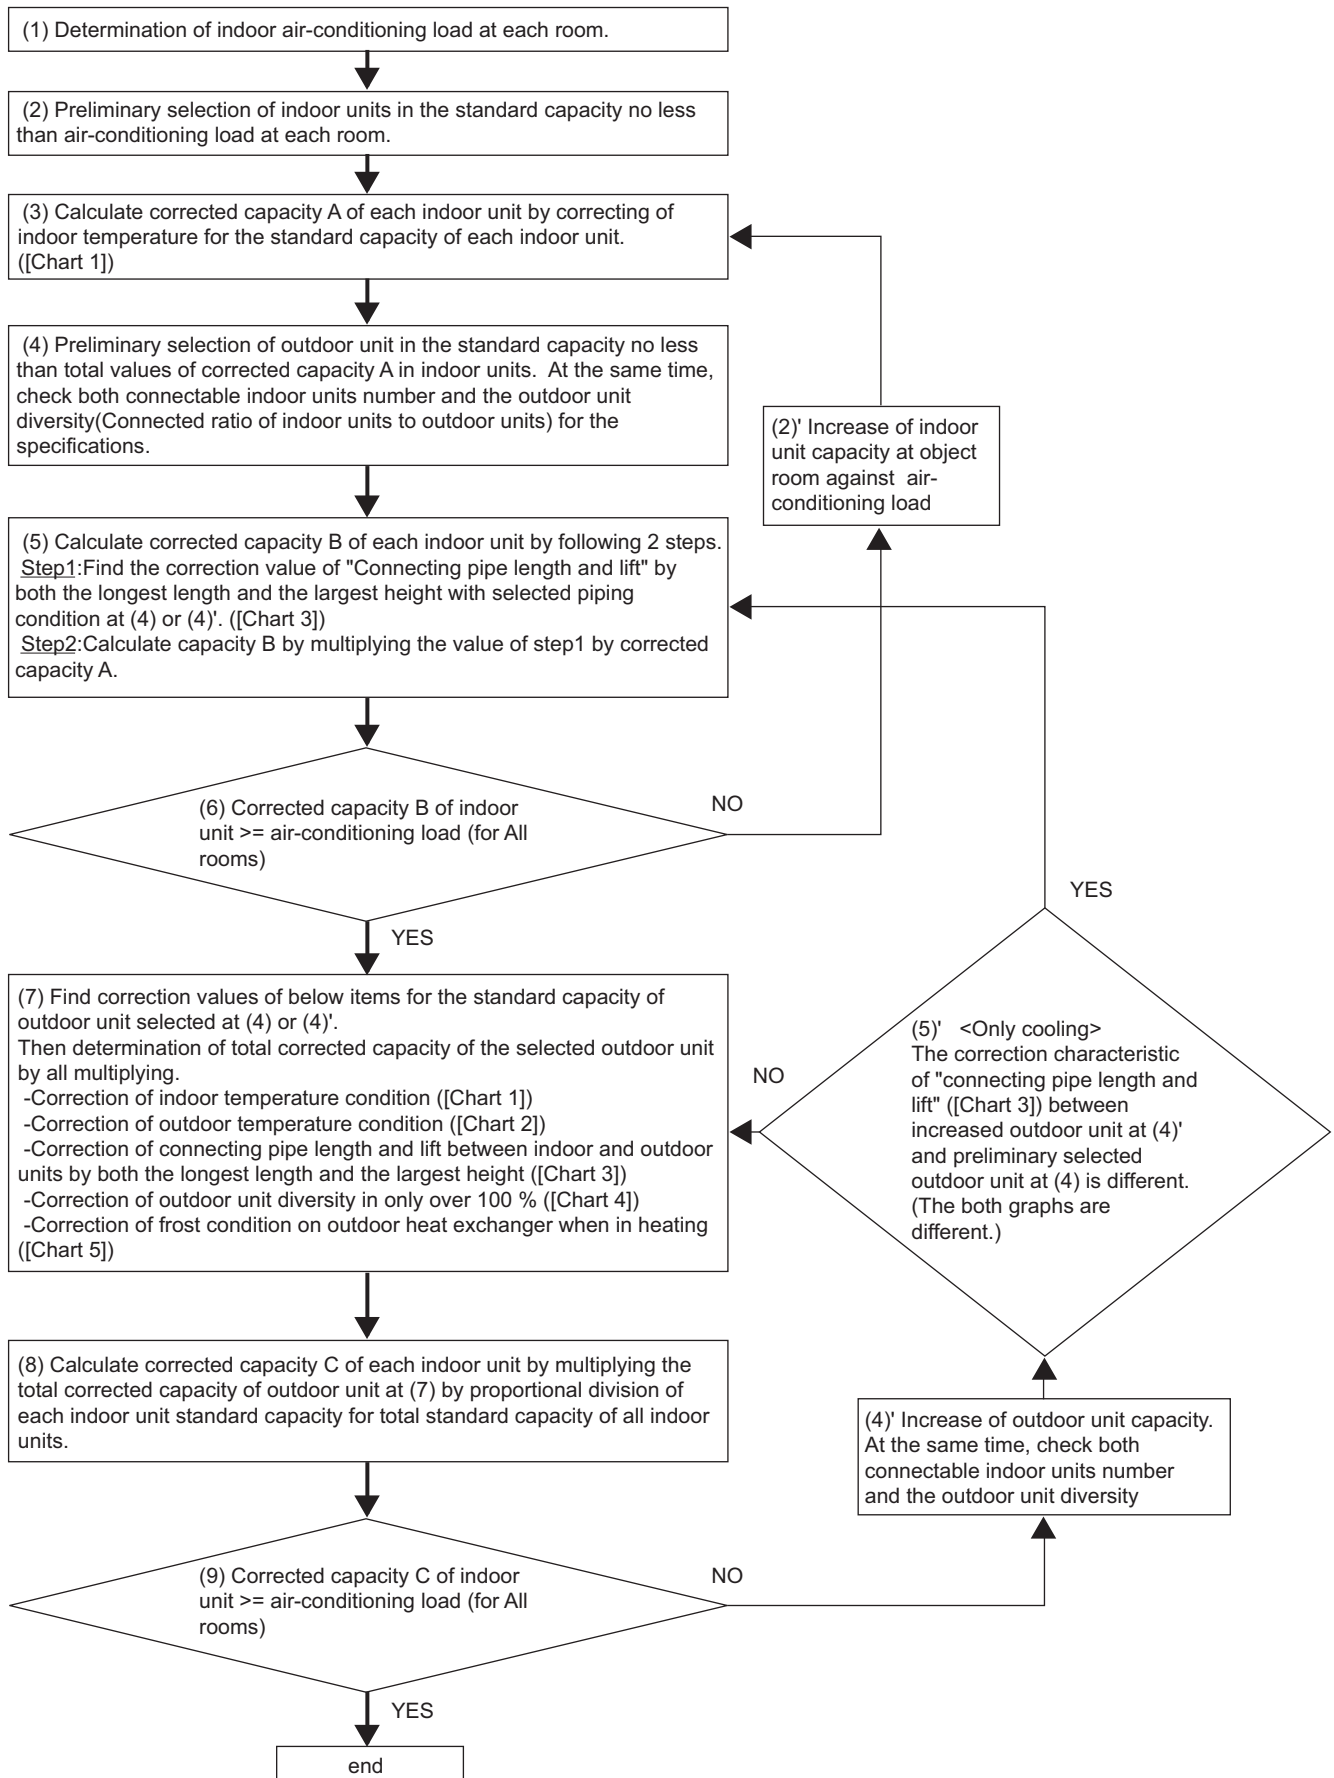 (1) Determination of indoor air-conditioning load at each room.
(2) Preliminary selection of indoor units in the standard capacity no less
than air-conditioning load at each room.
(3) Calculate corrected capacity A of each indoor unit by correcting of
indoor temperature for the standard capacity of each indoor unit.
([Chart 1])
(4) Preliminary selection of outdoor unit in the standard capacity no less
than total values of corrected capacity A in indoor units. At the same time,
check both connectable indoor units number and the outdoor unit
diversity(Connected ratio of indoor units to outdoor units) for the
specifications.
(2)' Increase of indoor
unit capacity at object
room against air-
conditioning load
(5) Calculate corrected capacity B of each indoor unit by following 2 steps.
Step1:Find the correction value of "Connecting pipe length and lift" by
both the longest length and the largest height with selected piping
condition at (4) or (4)'. ([Chart 3])
Step2:Calculate capacity B by multiplying the value of step1 by corrected
capacity A.
(6) Corrected capacity B of indoor
unit >= air-conditioning load (for All
rooms)
NO
YES
YES
(7) Find correction values of below items for the standard capacity of
outdoor unit selected at (4) or (4)'.
Then determination of total corrected capacity of the selected outdoor unit
by all multiplying.
-Correction of indoor temperature condition ([Chart 1])
-Correction of outdoor temperature condition ([Chart 2])
-Correction of connecting pipe length and lift between indoor and outdoor
units by both the longest length and the largest height ([Chart 3])
-Correction of outdoor unit diversity in only over 100 % ([Chart 4])
-Correction of frost condition on outdoor heat exchanger when in heating
([Chart 5])
NO
(5)' <Only cooling>
The correction characteristic
of "connecting pipe length and
lift" ([Chart 3]) between
increased outdoor unit at (4)'
and preliminary selected
outdoor unit at (4) is different.
(The both graphs are
different.)
(8) Calculate corrected capacity C of each indoor unit by multiplying the
total corrected capacity of outdoor unit at (7) by proportional division of
each indoor unit standard capacity for total standard capacity of all indoor
units.
(4)' Increase of outdoor unit capacity.
At the same time, check both
connectable indoor units number
and the outdoor unit diversity
(9) Corrected capacity C of indoor
unit >= air-conditioning load (for All
rooms)
NO
YES
end